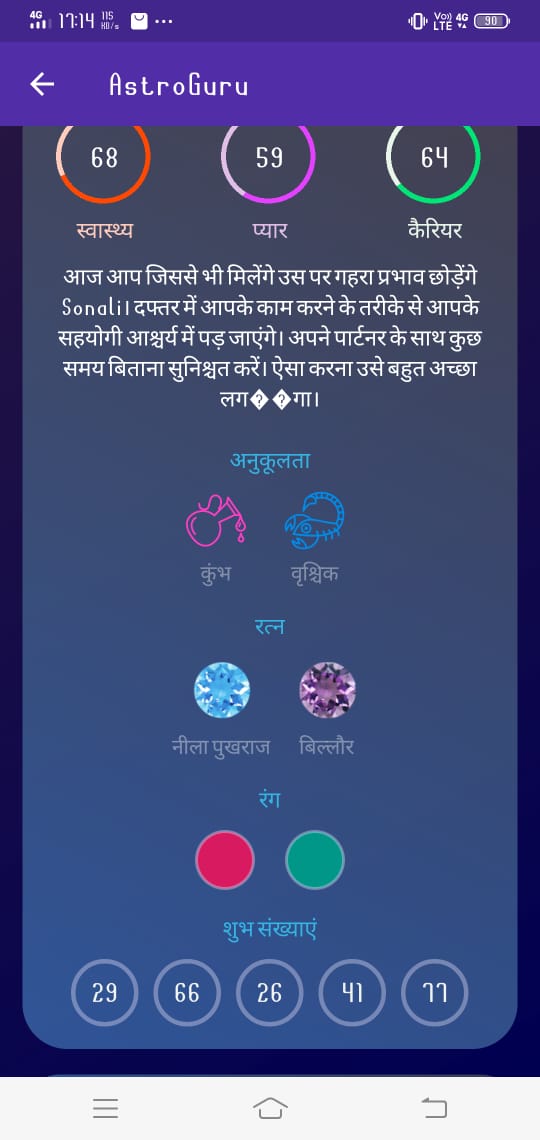 4G 17:14 115 KB/s ... Vo) LTE 4G 90
AstroGuru
68 59 64
स्वास्थ्य प्यार कैरियर
आज आप जिससे भी मिलेंगे उस पर गहरा प्रभाव छोड़ेंगे
Sonali। दफ्तर में आपके काम करने के तरीके से आपके
सहयोगी आश्चर्य में पड़ जाएंगे। अपने पार्टनर के साथ कुछ
समय बिताना सुनिश्चत करें। ऐसा करना उसे बहुत अच्छा
लग��गा।
अनुकूलता
कुंभ वृश्चिक
रत्न
नीला पुखराज बिल्लौर
रंग
शुभ संख्याएं
29 66 26 41 77